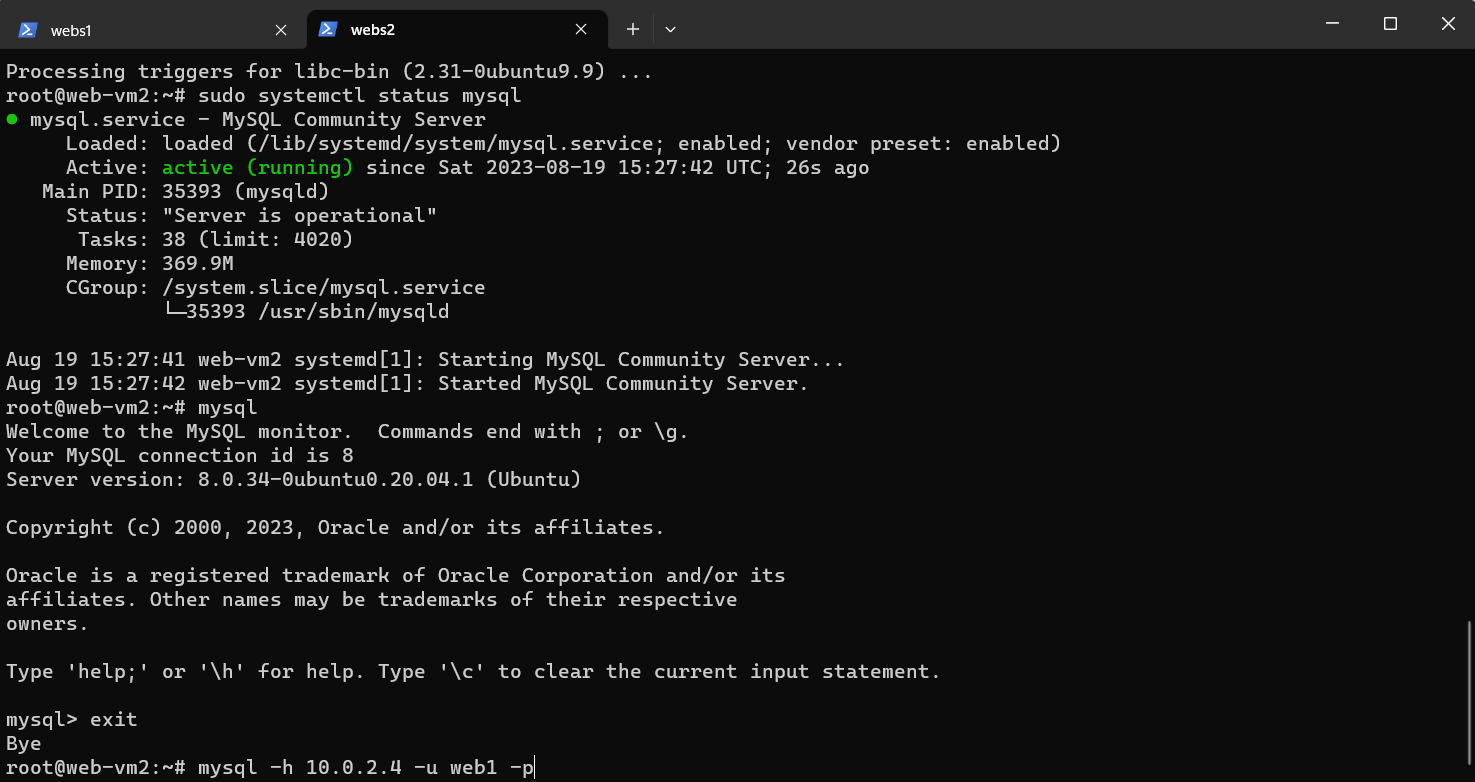 webs1
webs2
Processing triggers for libc-bin (2.31-0ubuntu9.9) ...
root@web-vm2:~# sudo systemctl status mysql
● mysql.service - MySQL Community Server
     Loaded: loaded (/lib/systemd/system/mysql.service; enabled; vendor preset: enabled)
     Active: active (running) since Sat 2023-08-19 15:27:42 UTC; 26s ago
   Main PID: 35393 (mysqld)
     Status: "Server is operational"
      Tasks: 38 (limit: 4020)
     Memory: 369.9M
     CGroup: /system.slice/mysql.service
             └─35393 /usr/sbin/mysqld
Aug 19 15:27:41 web-vm2 systemd[1]: Starting MySQL Community Server...
Aug 19 15:27:42 web-vm2 systemd[1]: Started MySQL Community Server.
root@web-vm2:~# mysql
Welcome to the MySQL monitor.  Commands end with ; or \g.
Your MySQL connection id is 8
Server version: 8.0.34-0ubuntu0.20.04.1 (Ubuntu)
Copyright (c) 2000, 2023, Oracle and/or its affiliates.
Oracle is a registered trademark of Oracle Corporation and/or its
affiliates. Other names may be trademarks of their respective
owners.
Type 'help;' or '\h' for help. Type '\c' to clear the current input statement.
mysql> exit
Bye
root@web-vm2:~# mysql -h 10.0.2.4 -u web1 -p